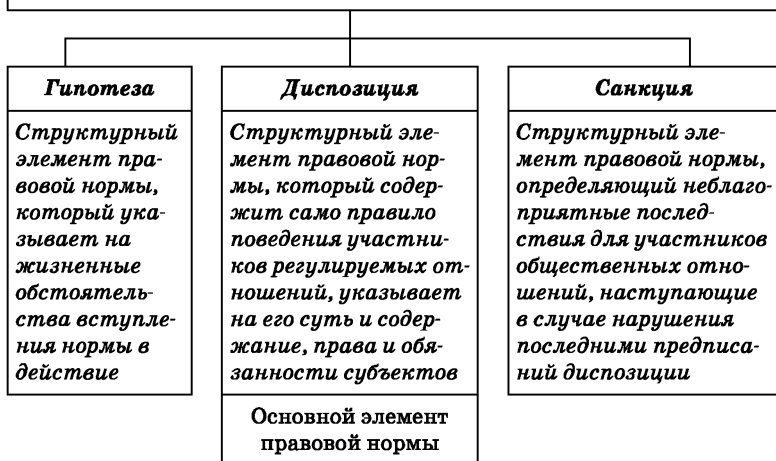 Гипотеза
Структурный
элемент пра-
вовой нормы,
который ука-
зывает на
жизненные
обстоятель-
ства вступле-
ния нормы в
действие
Диспозиция
Структурный эле-
мент правовой нор-
мы, который содер-
жит само правило
поведения участни-
ков регулируемых от-
ношений, указывает
на его суть и содер-
жание, права и обя-
занности субъектов
Основной элемент
правовой нормы
Санкция
Структурный эле-
мент правовой нормы,
определяющий неблаго-
приятные послед-
ствия для участников
общественных отно-
шений, наступающие
в случае нарушения
последними предписа-
ний диспозиции